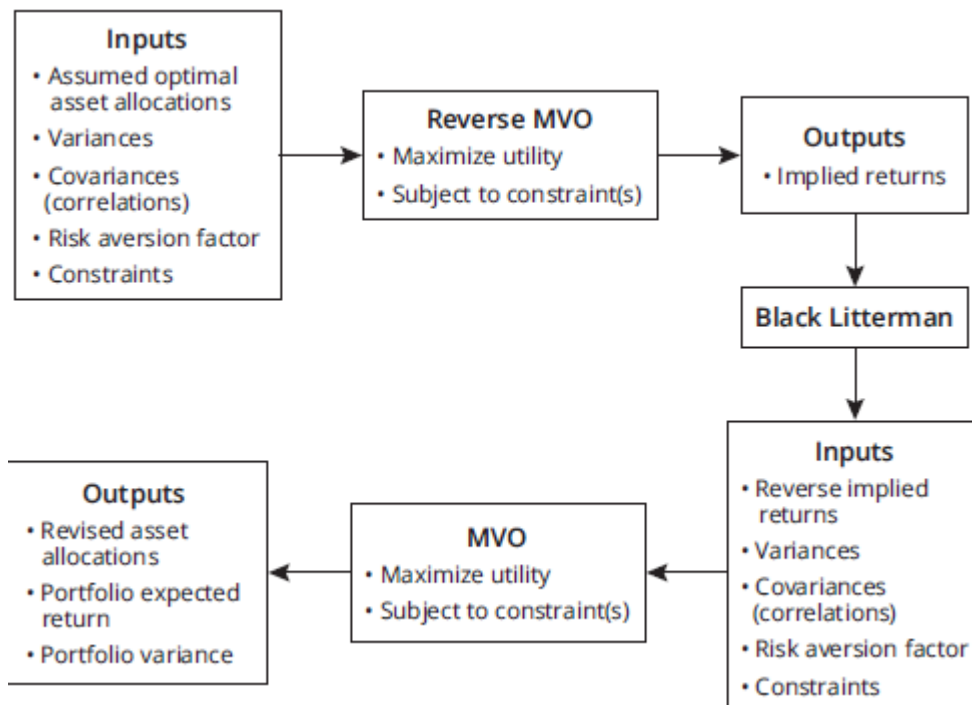 Inputs
• Assumed optimal
asset allocations
• Variances
• Covariances
(correlations)
• Risk aversion factor
• Constraints
Reverse MVO
• Maximize utility
• Subject to constraint(s)
Outputs
• Implied returns
Black Litterman
Inputs
• Reverse implied
returns
• Variances
• Covariances
(correlations)
• Risk aversion factor
• Constraints
MVO
• Maximize utility
• Subject to constraint(s)
Outputs
• Revised asset
allocations
• Portfolio expected
return
• Portfolio variance